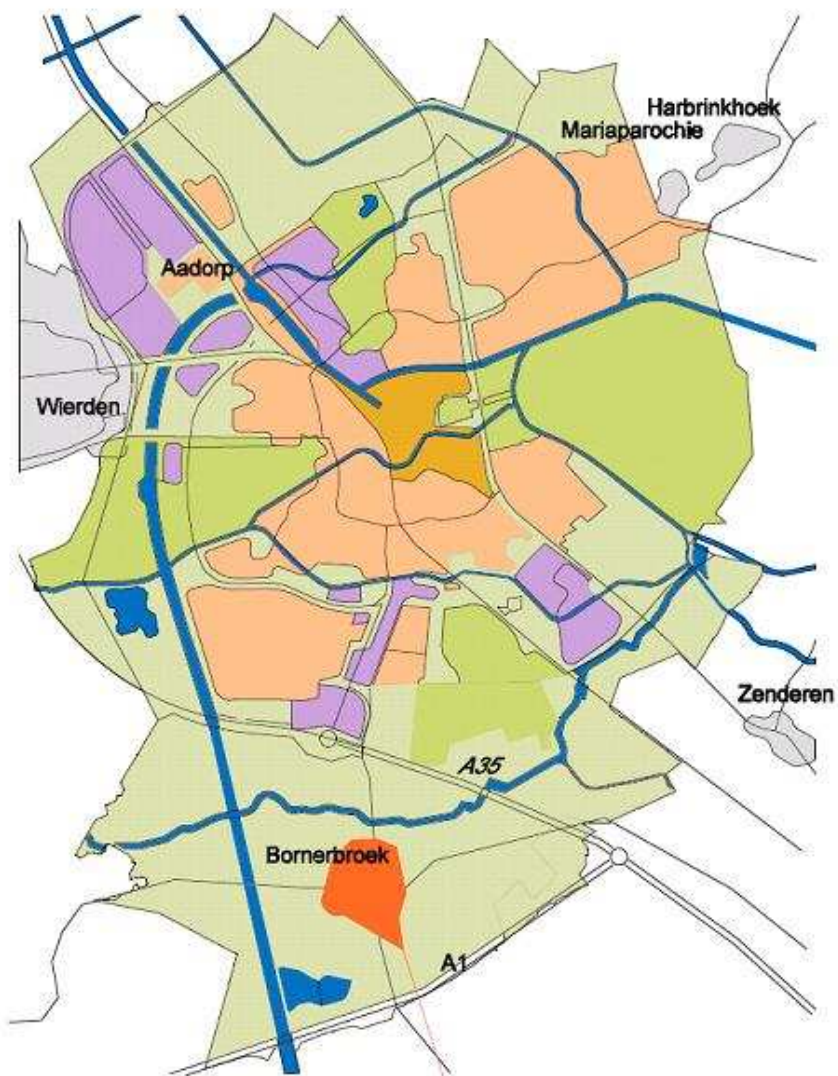 Harbrinkhoek
Mariaparochie
Aadorp
Wierden
Zenderen
A35
Bornerbroek
A1